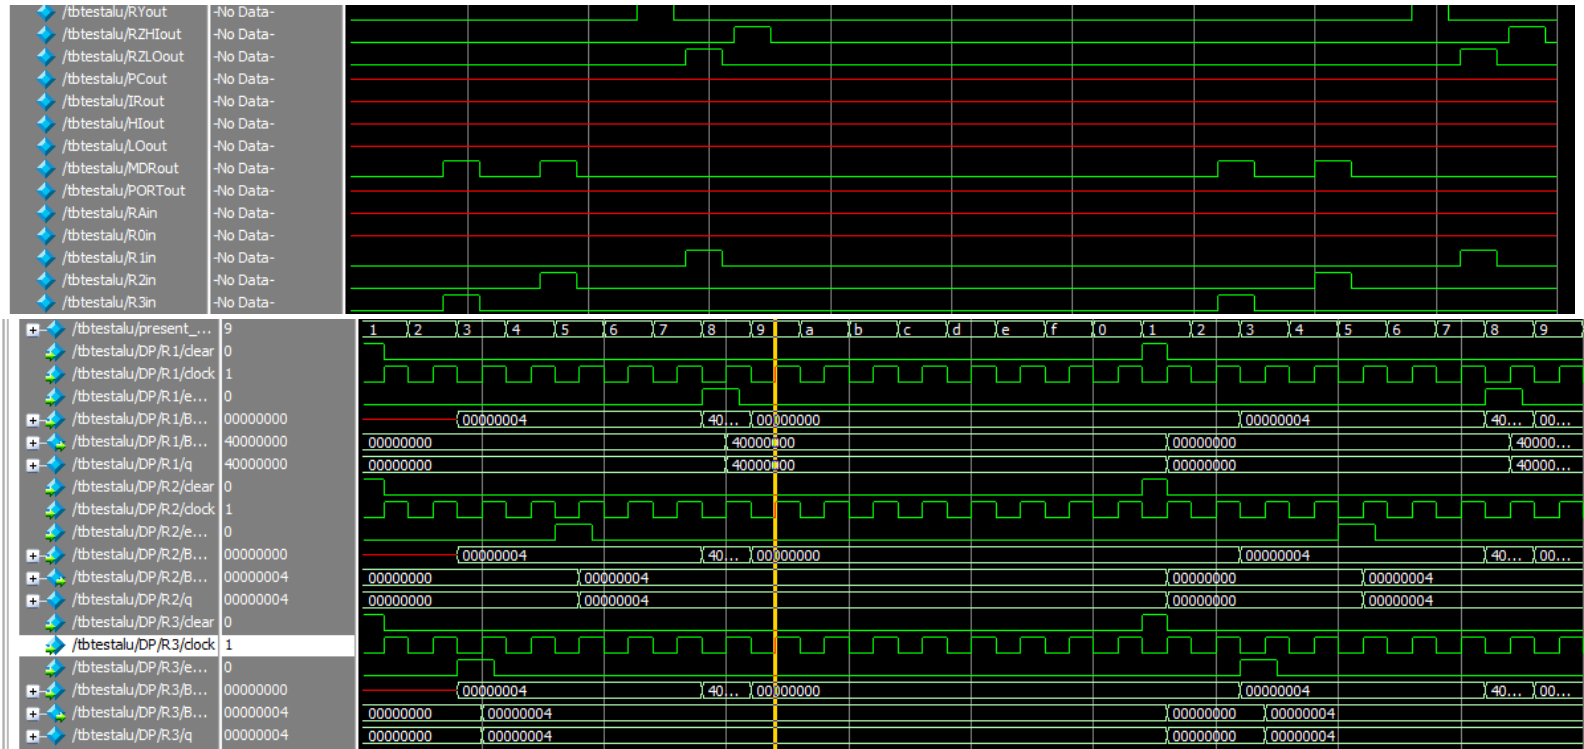 /tbtestalu/RYout -No Data-
/tbtestalu/RZHIout -No Data-
/tbtestalu/RZLOout -No Data-
/tbtestalu/PCout -No Data-
/tbtestalu/IRout -No Data-
/tbtestalu/HIout -No Data-
/tbtestalu/LOout -No Data-
/tbtestalu/MDRout -No Data-
/tbtestalu/PORTout -No Data-
/tbtestalu/RAin -No Data-
/tbtestalu/R0in -No Data-
/tbtestalu/R1in -No Data-
/tbtestalu/R2in -No Data-
/tbtestalu/R3in -No Data-
/tbtestalu/present_... 9 1 2 3 4 5 6 7 8 9 a b c d e f 0 1 2 3 4 5 6 7 8 9
/tbtestalu/DP/R1/clear 0
/tbtestalu/DP/R1/clock 1
/tbtestalu/DP/R1/e... 0
/tbtestalu/DP/R1/B... 00000000 00000004 40... 00000000 00000004 40... 00...
/tbtestalu/DP/R1/B... 40000000 00000000 40000000 00000000 40000...
/tbtestalu/DP/R1/q 40000000 00000000 40000000 00000000 40000...
/tbtestalu/DP/R2/clear 0
/tbtestalu/DP/R2/clock 1
/tbtestalu/DP/R2/e... 0
/tbtestalu/DP/R2/B... 00000000 00000004 40... 00000000 00000004 40... 00...
/tbtestalu/DP/R2/B... 00000004 00000000 00000004 00000000 00000004
/tbtestalu/DP/R2/q 00000004 00000000 00000004 00000000 00000004
/tbtestalu/DP/R3/clear 0
/tbtestalu/DP/R3/clock 1
/tbtestalu/DP/R3/e... 0
/tbtestalu/DP/R3/B... 00000000 00000004 40... 00000000 00000004 40... 00...
/tbtestalu/DP/R3/B... 00000004 00000000 00000004 00000000 00000004
/tbtestalu/DP/R3/q 00000004 00000000 00000004 00000000 00000004